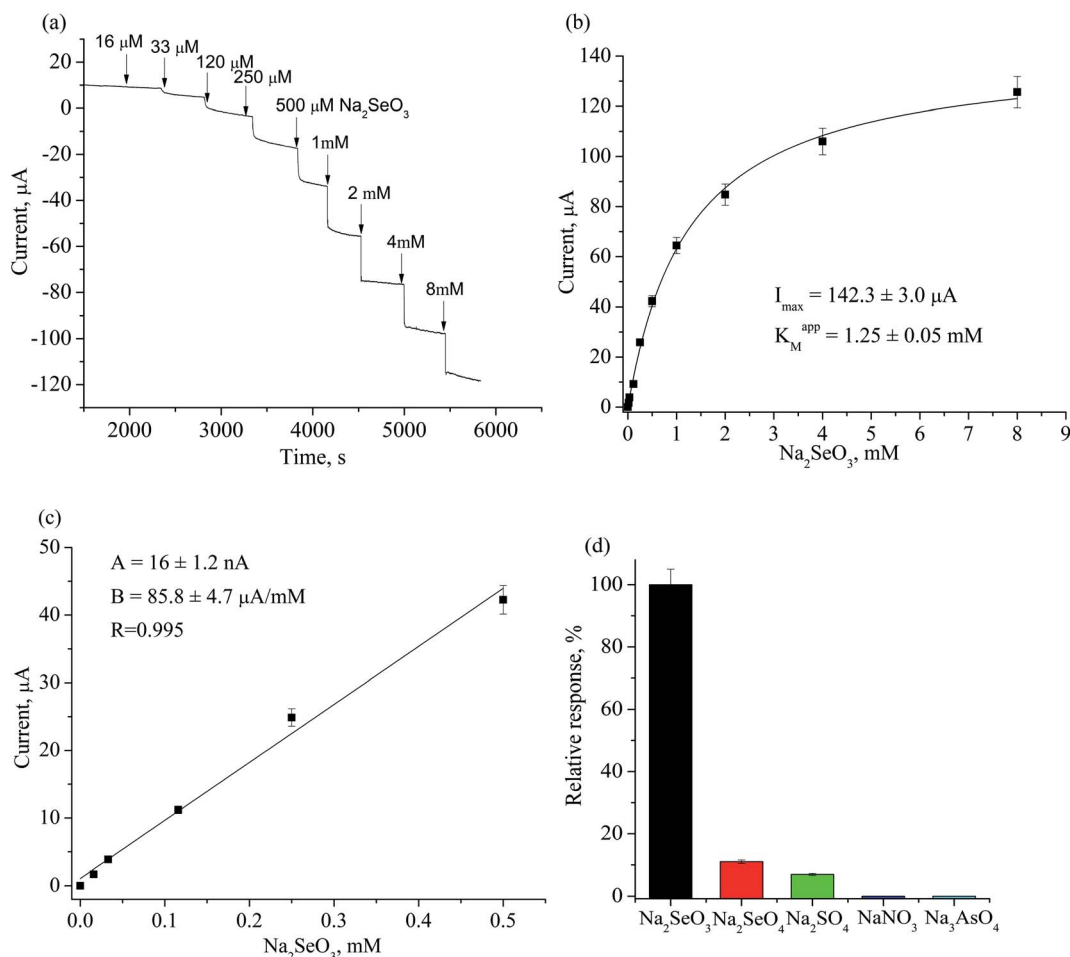 (a)
16 μM
33 μM
120 μM
250 μM
500 μM Na₂SeO₃
1mM
2 mM
4mM
8mM
20
0
-20
-40
-60
-80
-100
-120
Current, μA
2000 3000 4000 5000 6000
Time, s
(b)
140
120
100
80
60
40
20
0
Current, μA
Iₘₐₓ = 142.3 ± 3.0 μA
K_M^app = 1.25 ± 0.05 mM
0 1 2 3 4 5 6 7 8 9
Na₂SeO₃, mM
(c)
A = 16 ± 1.2 nA
B = 85.8 ± 4.7 μA/mM
R=0.995
50
40
30
20
10
0
Current, μA
0.0 0.1 0.2 0.3 0.4 0.5
Na₂SeO₃, mM
(d)
100
80
60
40
20
0
Relative response, %
Na₂SeO₃ Na₂SeO₄ Na₂SO₄ NaNO₃ Na₃AsO₄